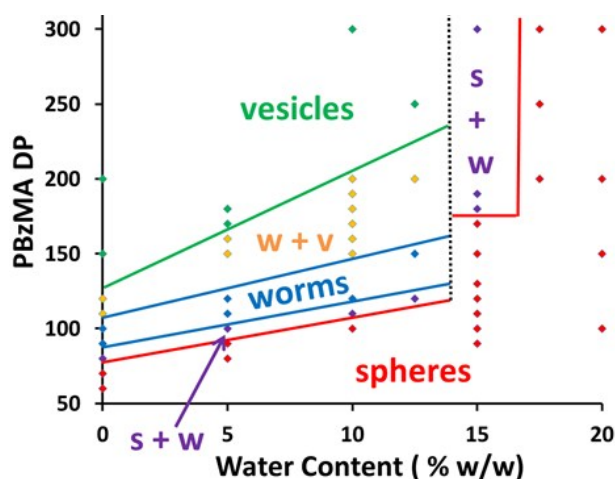 300
250
200
150
100
50
PBzMA DP
vesicles
w + v
worms
s
+
w
spheres
s + w
0
5
10
15
20
Water Content ( % w/w)